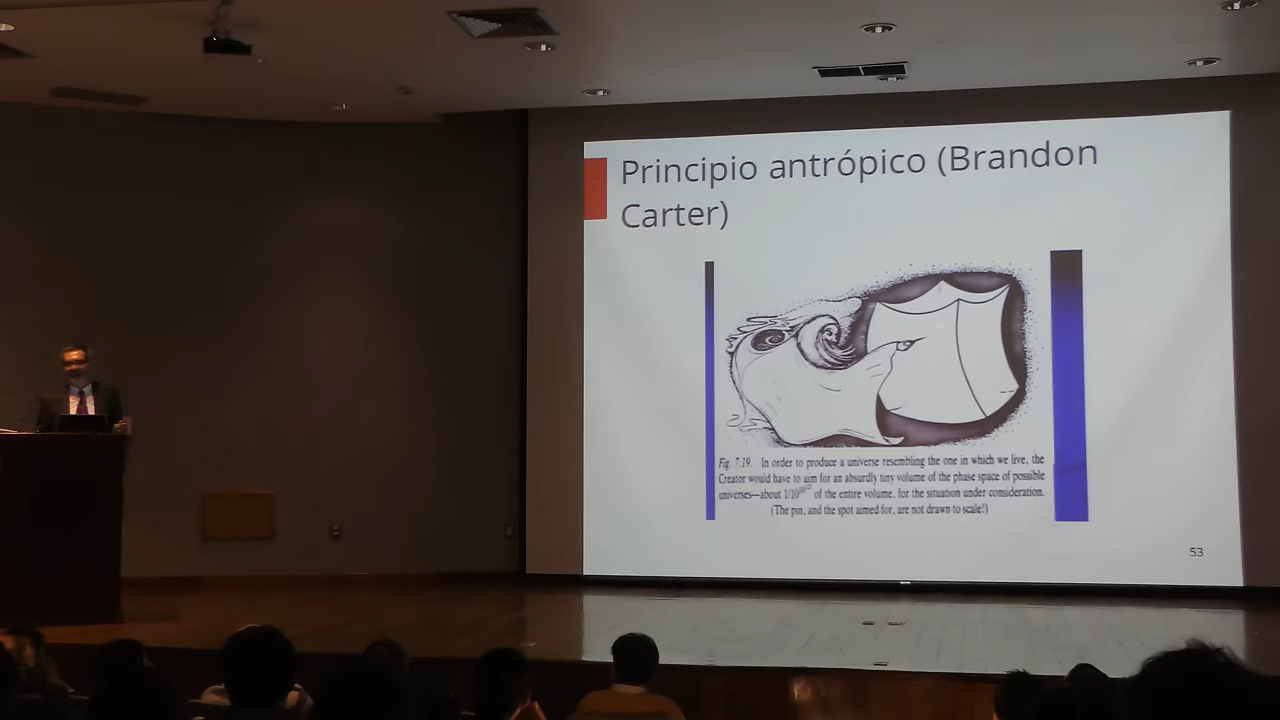 Principio antrópico (Brandon
Carter)
Fig. 7.19. In order to produce a universe resembling the one in which we live, the
Creator would have to aim for an absurdly tiny volume of the phase space of possible
universes—about of the entire volume, for the situation under consideration.
(The pin, and the spot aimed for, are not drawn to scale!)
53